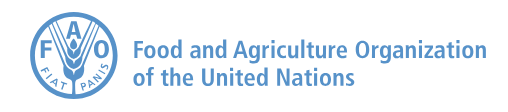 FAO
FIAT PANIS
Food and Agriculture Organization
of the United Nations